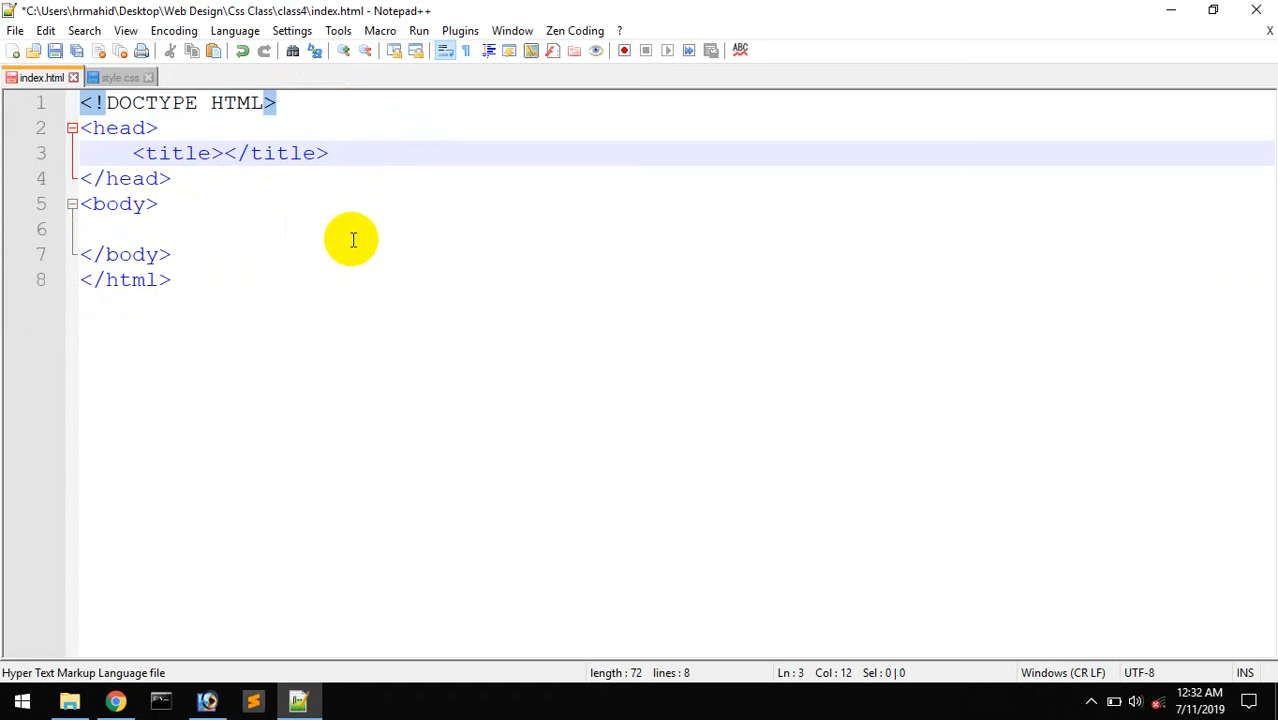 *C:\Users\hrmahid\Desktop\Web Design\Css Class\class4\index.html - Notepad++
File Edit Search View Encoding Language Settings Tools Macro Run Plugins Window Zen Coding ? X
ABC
index.html style.css
1 <!DOCTYPE HTML>
2 <head>
3 <title></title>
4 </head>
5 <body>
6
7 </body>
8 </html>
Hyper Text Markup Language file length : 72 lines : 8 Ln : 3 Col : 12 Sel : 0 | 0 Windows (CR LF) UTF-8 INS
12:32 AM
7/11/2019